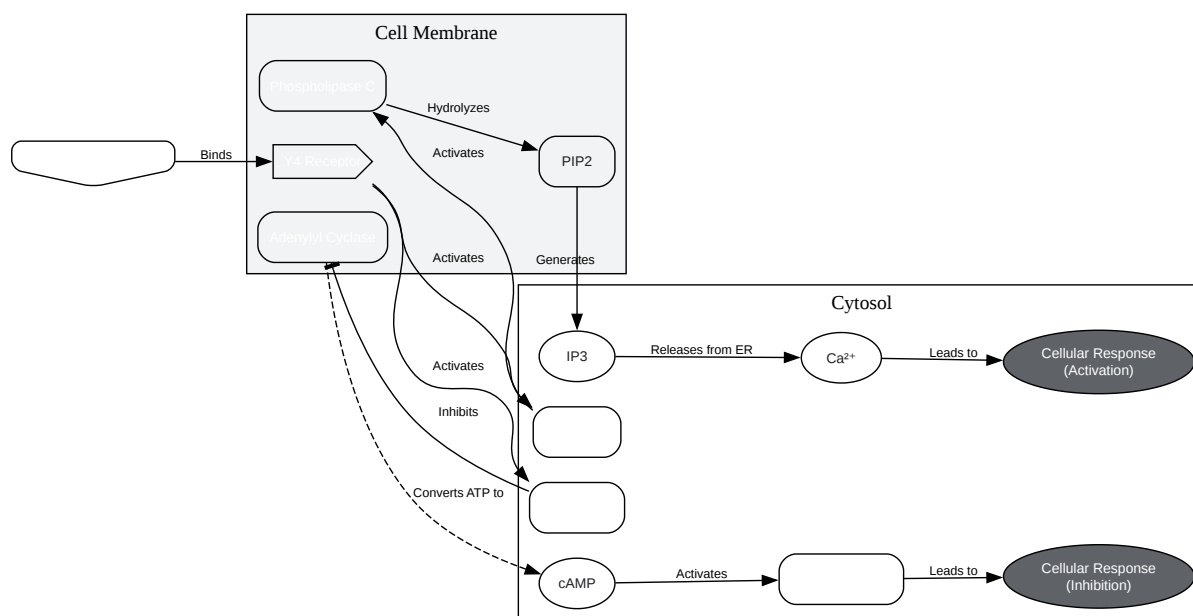 Cell Membrane
Phospholipase C
Hydrolyzes
Binds
Y4 Receptor
Activates
PIP2
Adenylyl Cyclase
Activates
Generates
Cytosol
IP3
Releases from ER
Ca²⁺
Leads to
Cellular Response
(Activation)
Activates
Inhibits
Converts ATP to
cAMP
Activates
Leads to
Cellular Response
(Inhibition)